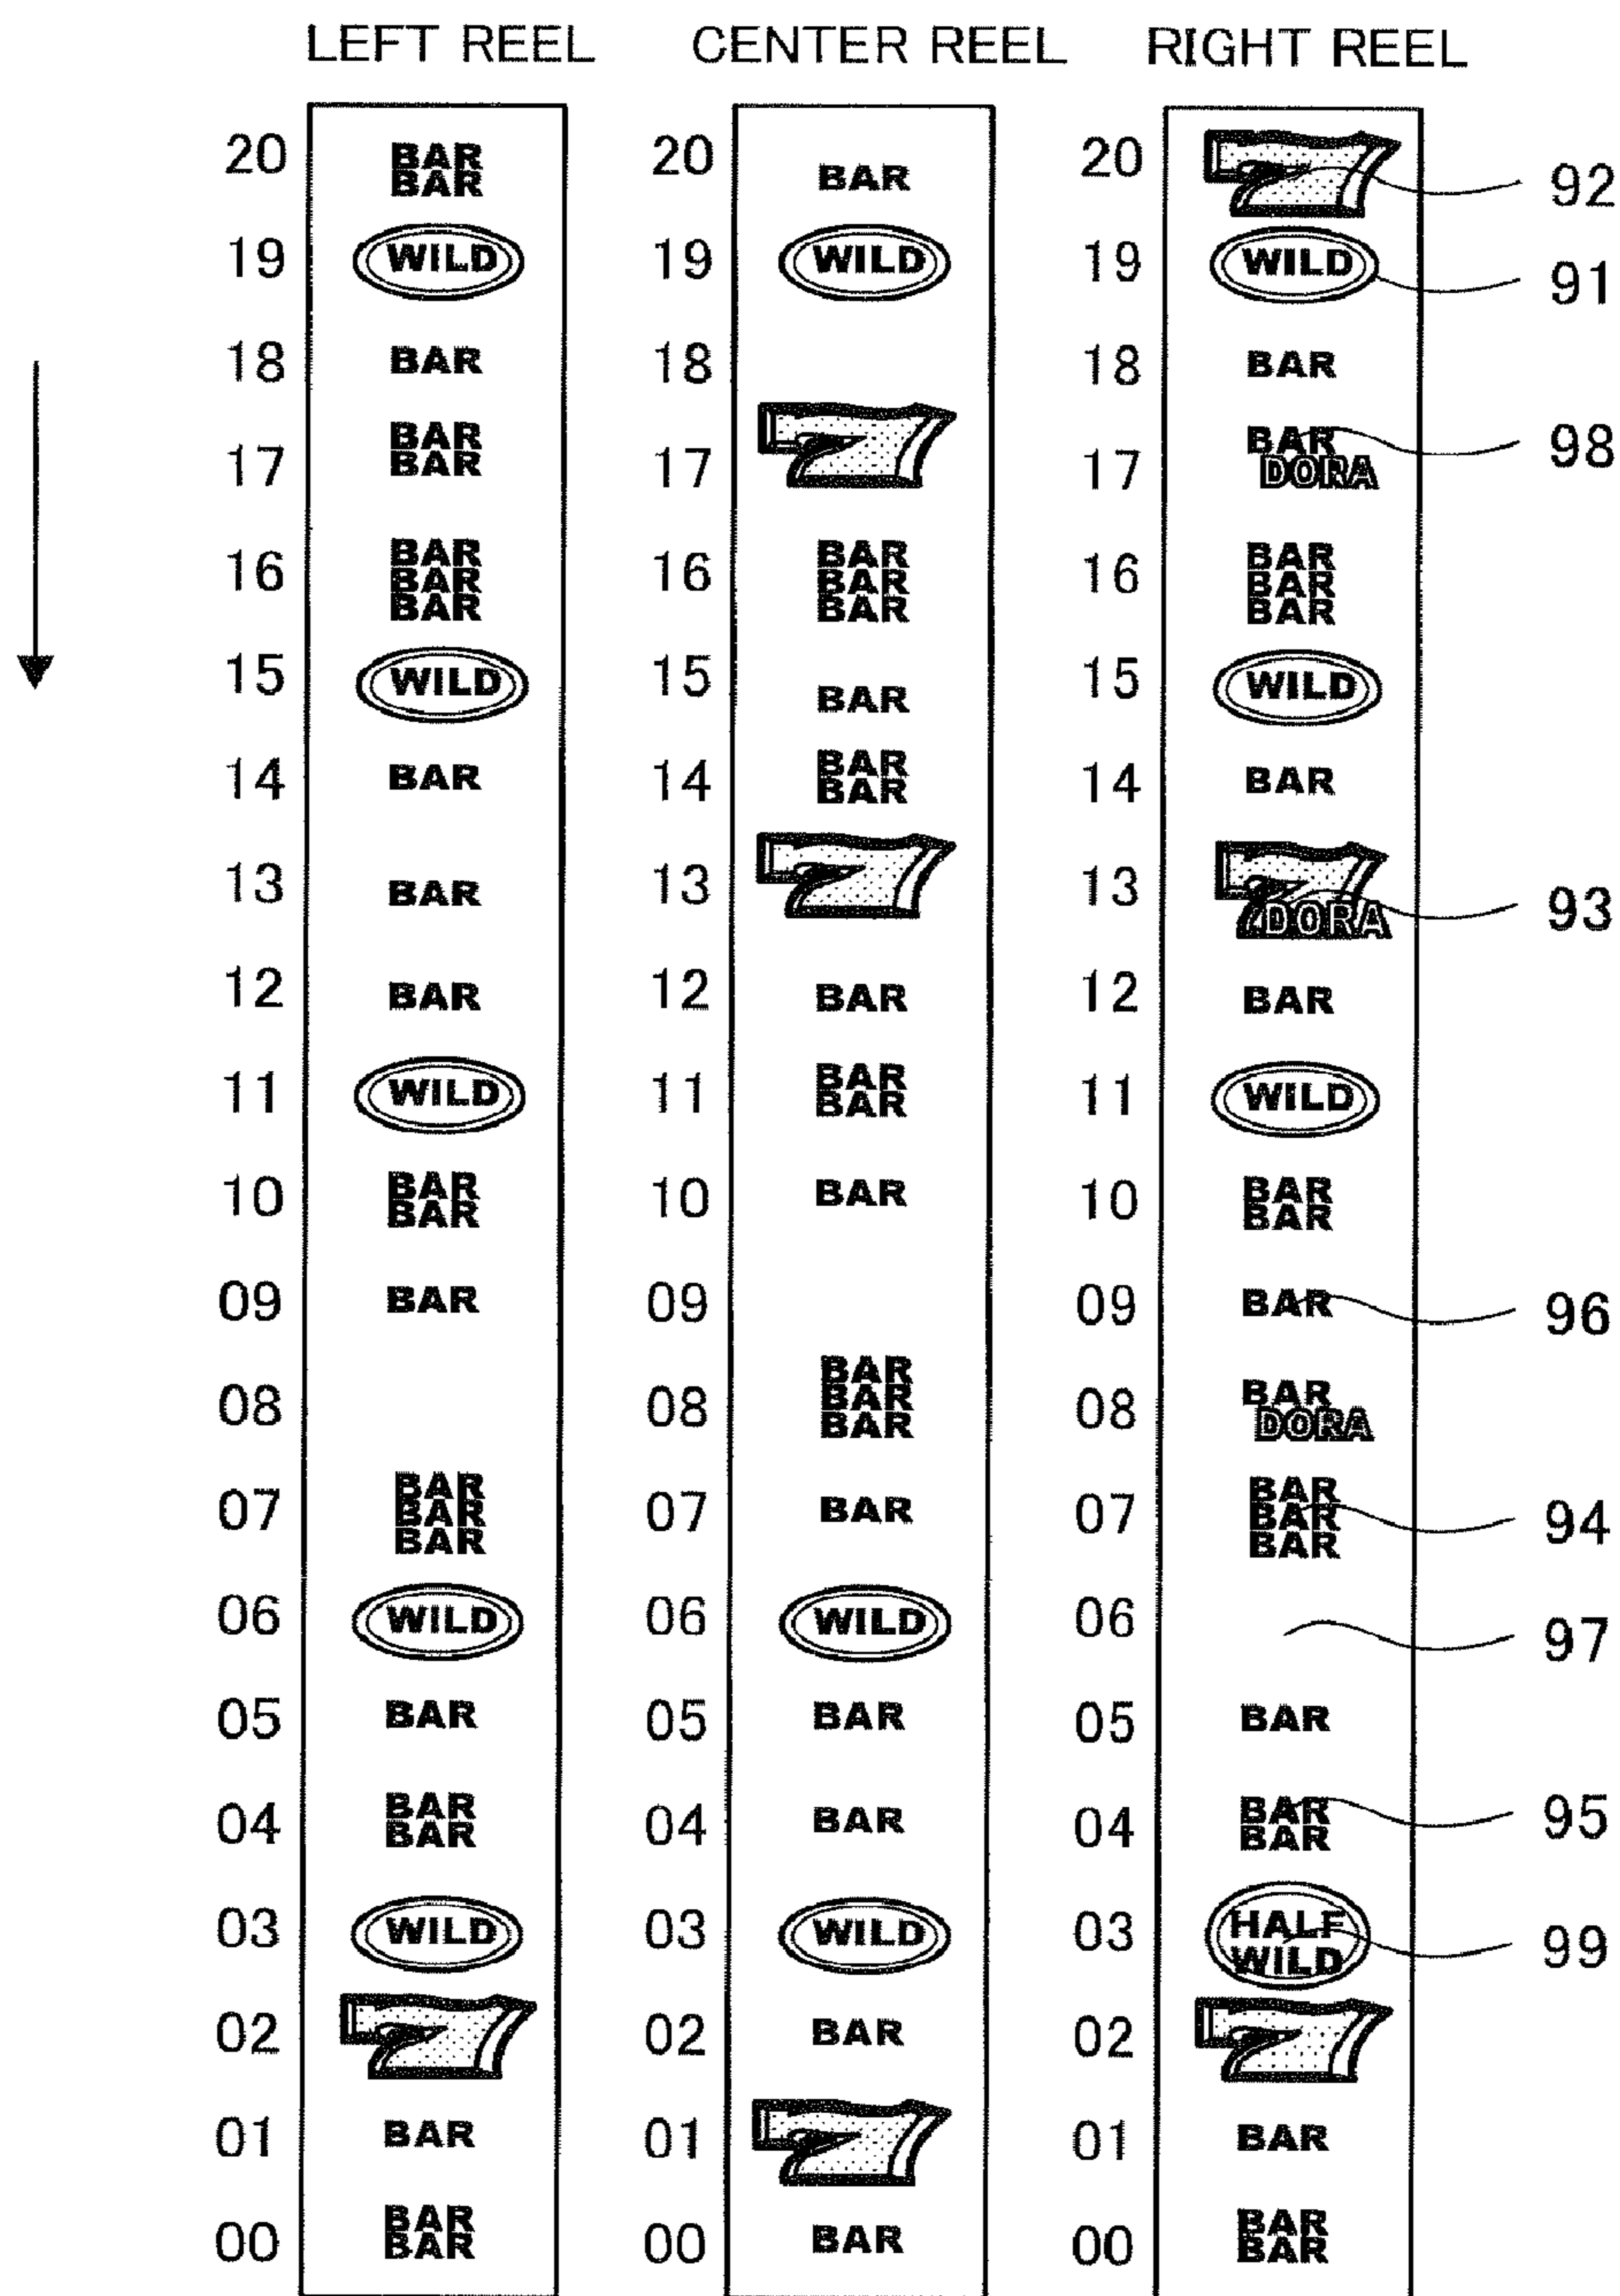 LEFT REEL CENTER REEL RIGHT REEL
20 BAR 20 BAR 20 7 92
BAR
19 WILD 19 WILD 19 WILD 91
18 BAR 18 18 BAR
17 BAR 17 7 17 BAR 98
BAR DORA
16 BAR 16 BAR 16 BAR
BAR BAR BAR
BAR BAR BAR
15 WILD 15 BAR 15 WILD
14 BAR 14 BAR 14 BAR
BAR
13 BAR 13 7 13 7 93
DORA
12 BAR 12 BAR 12 BAR
11 WILD 11 BAR 11 WILD
BAR
10 BAR 10 BAR 10 BAR
BAR BAR
09 BAR 09 09 BAR 96
08 08 BAR 08 BAR
BAR DORA
BAR
07 BAR 07 BAR 07 BAR 94
BAR BAR
BAR BAR
06 WILD 06 WILD 06 97
05 BAR 05 BAR 05 BAR
04 BAR 04 BAR 04 BAR 95
BAR BAR
03 WILD 03 WILD 03 HALF 99
WILD
02 7 02 BAR 02 7
01 BAR 01 7 01 BAR
00 BAR 00 BAR 00 BAR
BAR BAR